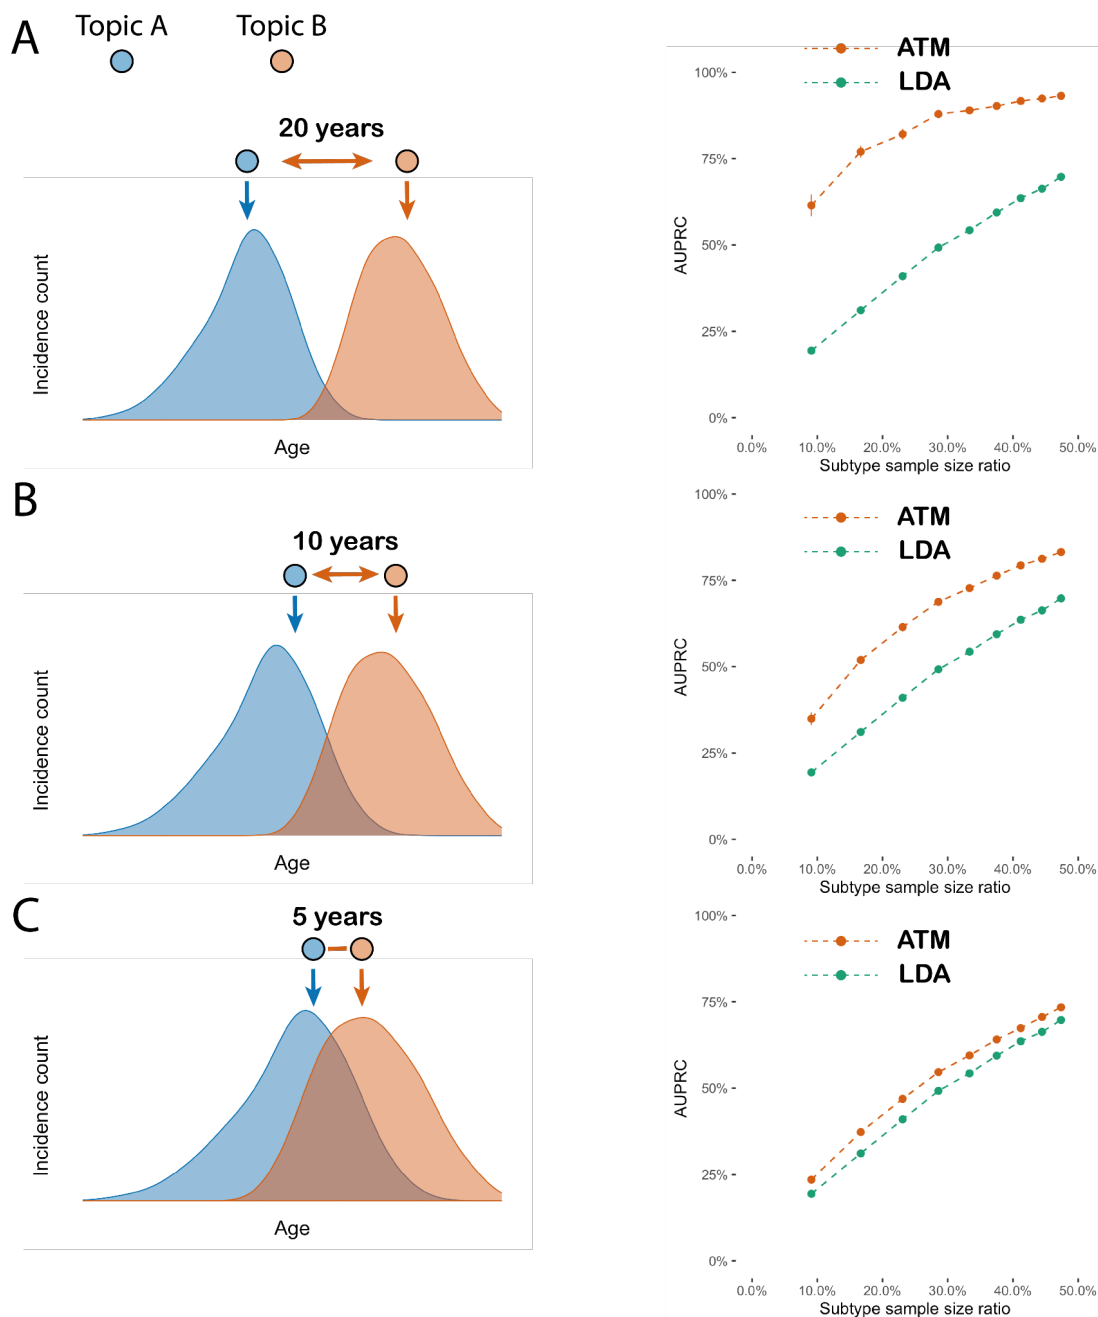 A
Topic A
Topic B
20 years
Incidence count
Age
ATM
LDA
100%
75%
50%
25%
0%
AUPRC
0.0% 10.0% 20.0% 30.0% 40.0% 50.0%
Subtype sample size ratio
B
10 years
Incidence count
Age
100%
ATM
LDA
75%
50%
25%
0%
AUPRC
0.0% 10.0% 20.0% 30.0% 40.0% 50.0%
Subtype sample size ratio
C
5 years
Incidence count
Age
100%
ATM
LDA
75%
50%
25%
0%
AUPRC
0.0% 10.0% 20.0% 30.0% 40.0% 50.0%
Subtype sample size ratio